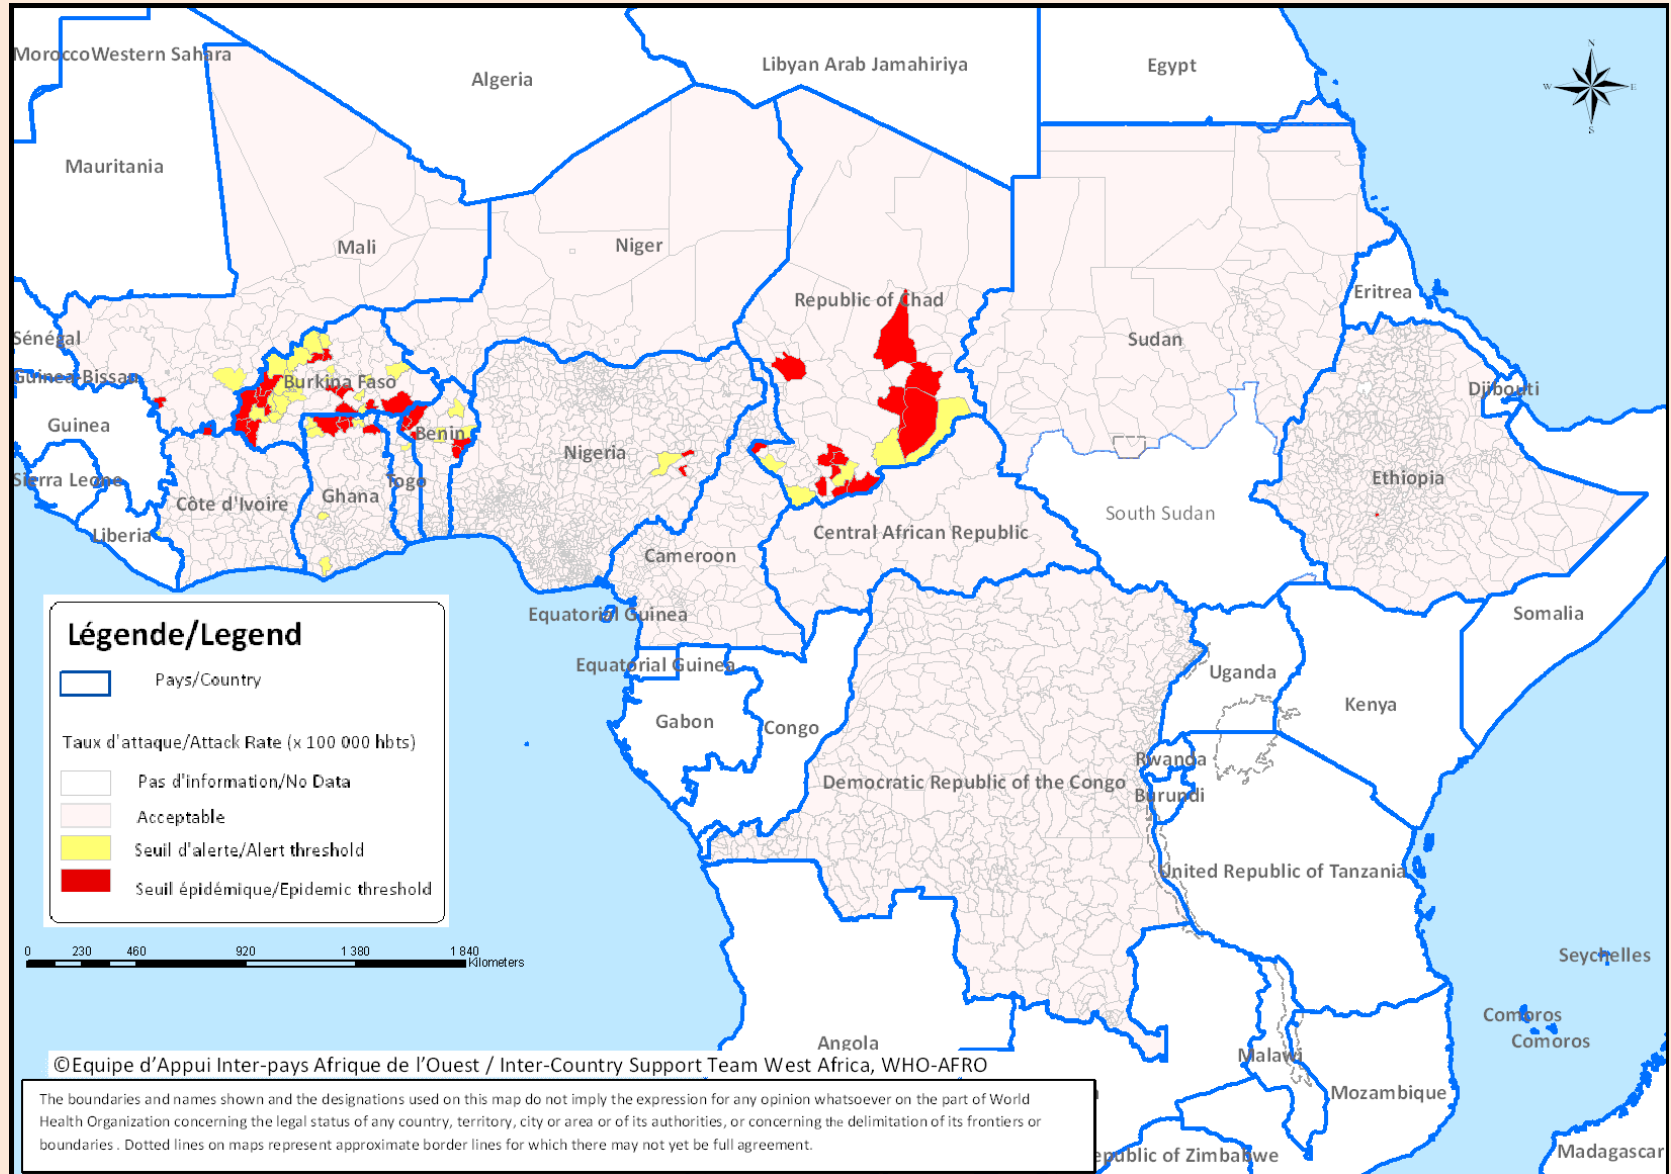 N
W
E
S
Morocco
Western Sahara
Algeria
Libyan Arab Jamahiriya
Egypt
Mauritania
Mali
Niger
Republic of Chad
Sudan
Eritrea
Sénégal
Guinea-Bissau
Burkina Faso
Djibouti
Guinea
Benin
Nigeria
Ethiopia
Sierra Leone
Côte d'Ivoire
Ghana
Togo
South Sudan
Liberia
Central African Republic
Cameroon
Equatorial Guinea
Somalia
Equatorial Guinea
Uganda
Gabon
Congo
Kenya
Rwanda
Democratic Republic of the Congo
Burundi
United Republic of Tanzania
Seychelles
Comoros
Comoros
Angola
Malawi
Mozambique
epublic of Zimbabwe
Madagascar
Légende/Legend
Pays/Country
Taux d'attaque/Attack Rate (x 100 000 hbts)
Pas d'information/No Data
Acceptable
Seuil d'alerte/Alert threshold
Seuil épidémique/Epidemic threshold
0 230 460 920 1 380 1 840
Kilometers
©Equipe d'Appui Inter-pays Afrique de l'Ouest / Inter-Country Support Team West Africa, WHO-AFRO
The boundaries and names shown and the designations used on this map do not imply the expression for any opinion whatsoever on the part of World
Health Organization concerning the legal status of any country, territory, city or area or of its authorities, or concerning the delimitation of its frontiers or
boundaries . Dotted lines on maps represent approximate border lines for which there may not yet be full agreement.